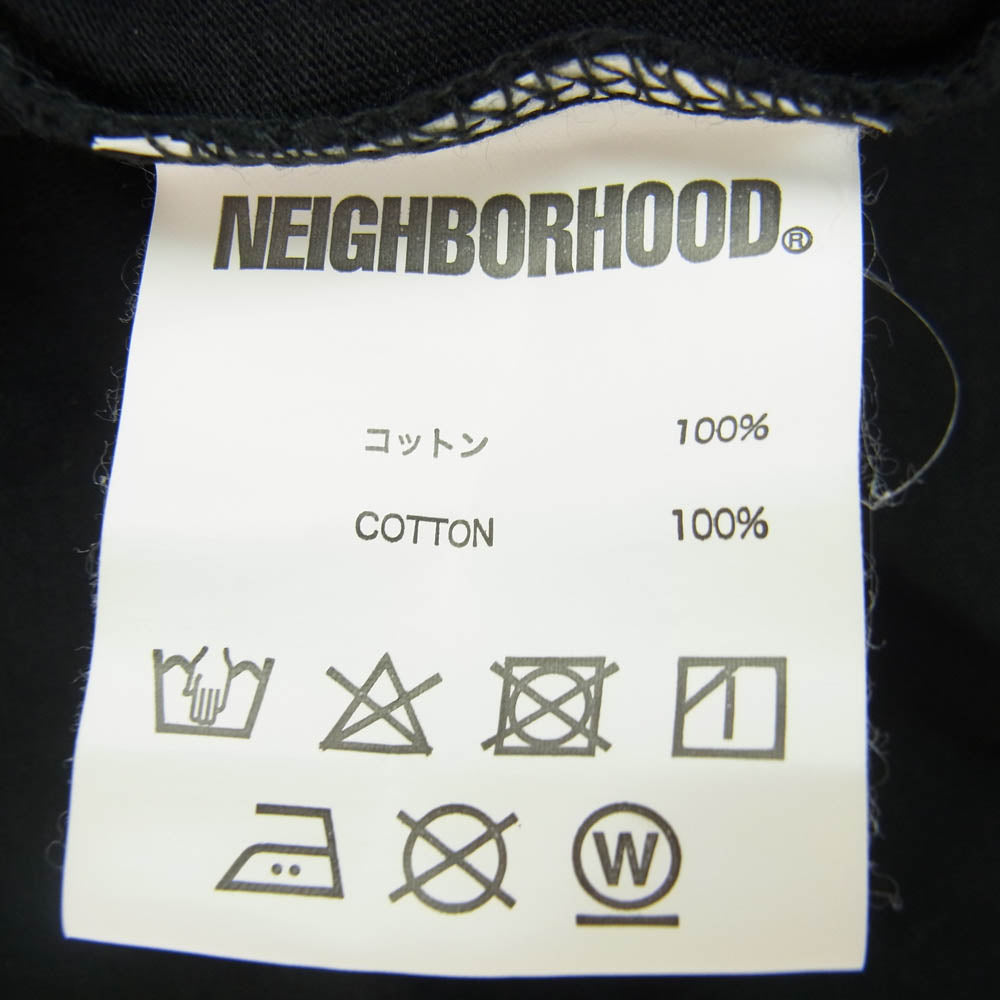 NEIGHBORHOOD®
コットン 100%
COTTON 100%
W